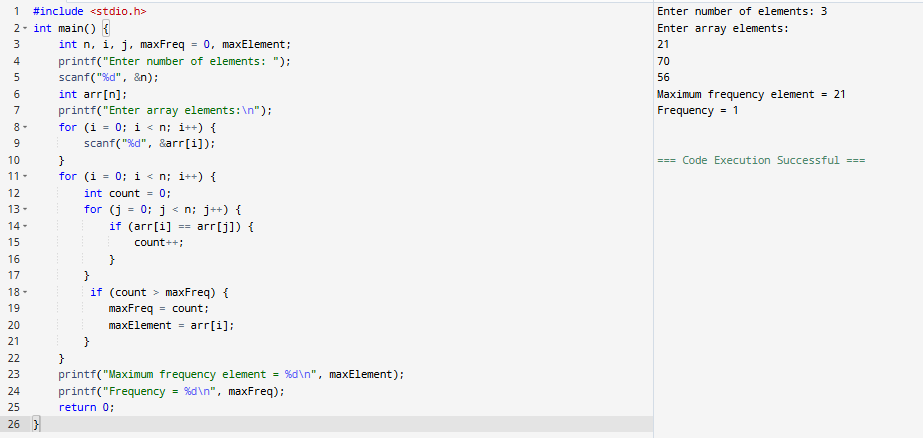 1 #include <stdio.h>
2 int main() {
3     int n, i, j, maxFreq = 0, maxElement;
4     printf("Enter number of elements: ");
5     scanf("%d", &n);
6     int arr[n];
7     printf("Enter array elements:\n");
8     for (i = 0; i < n; i++) {
9         scanf("%d", &arr[i]);
10     }
11     for (i = 0; i < n; i++) {
12         int count = 0;
13         for (j = 0; j < n; j++) {
14             if (arr[i] == arr[j]) {
15                 count++;
16             }
17         }
18          if (count > maxFreq) {
19             maxFreq = count;
20             maxElement = arr[i];
21         }
22     }
23     printf("Maximum frequency element = %d\n", maxElement);
24     printf("Frequency = %d\n", maxFreq);
25     return 0;
26 }
Enter number of elements: 3
Enter array elements:
21
70
56
Maximum frequency element = 21
Frequency = 1
=== Code Execution Successful ===